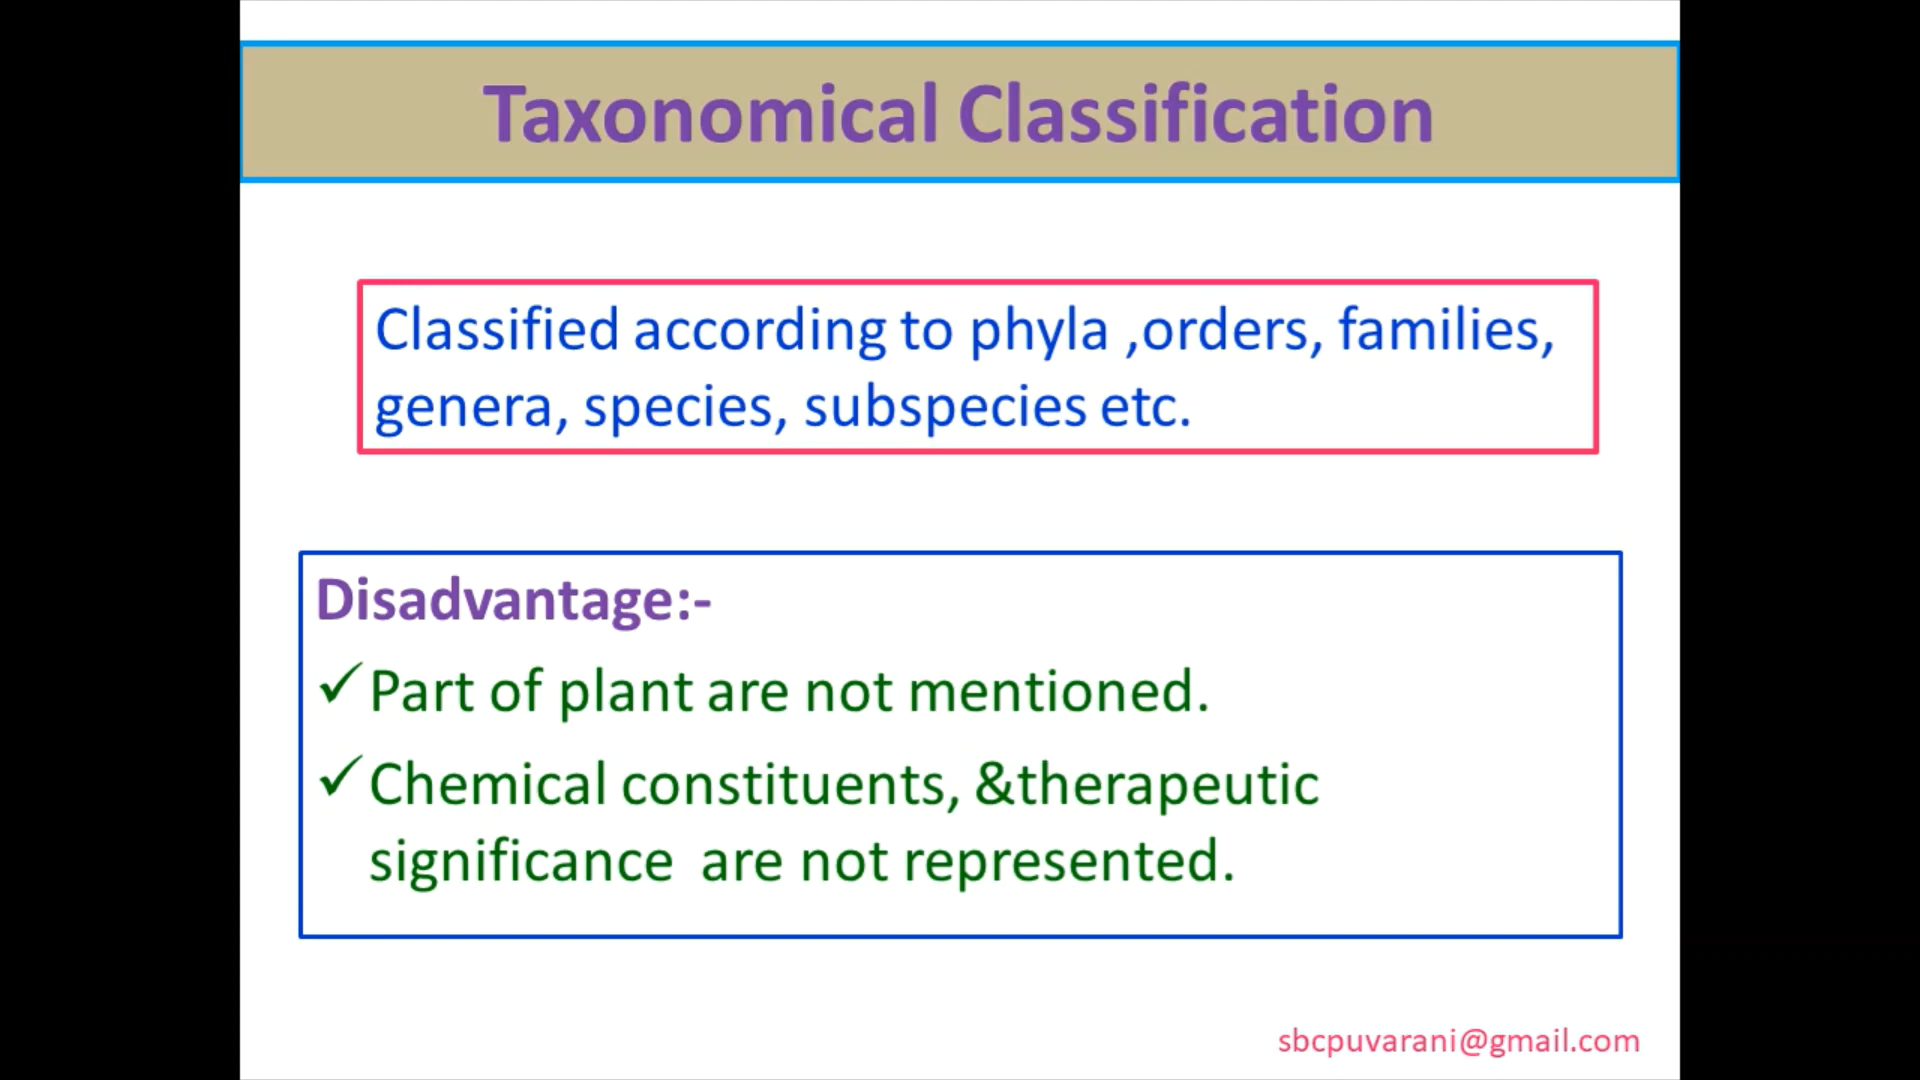 Taxonomical Classification
Classified according to phyla ,orders, families,
genera, species, subspecies etc.
Disadvantage:-
✓Part of plant are not mentioned.
✓Chemical constituents, &therapeutic
significance  are not represented.
sbcpuvarani@gmail.com